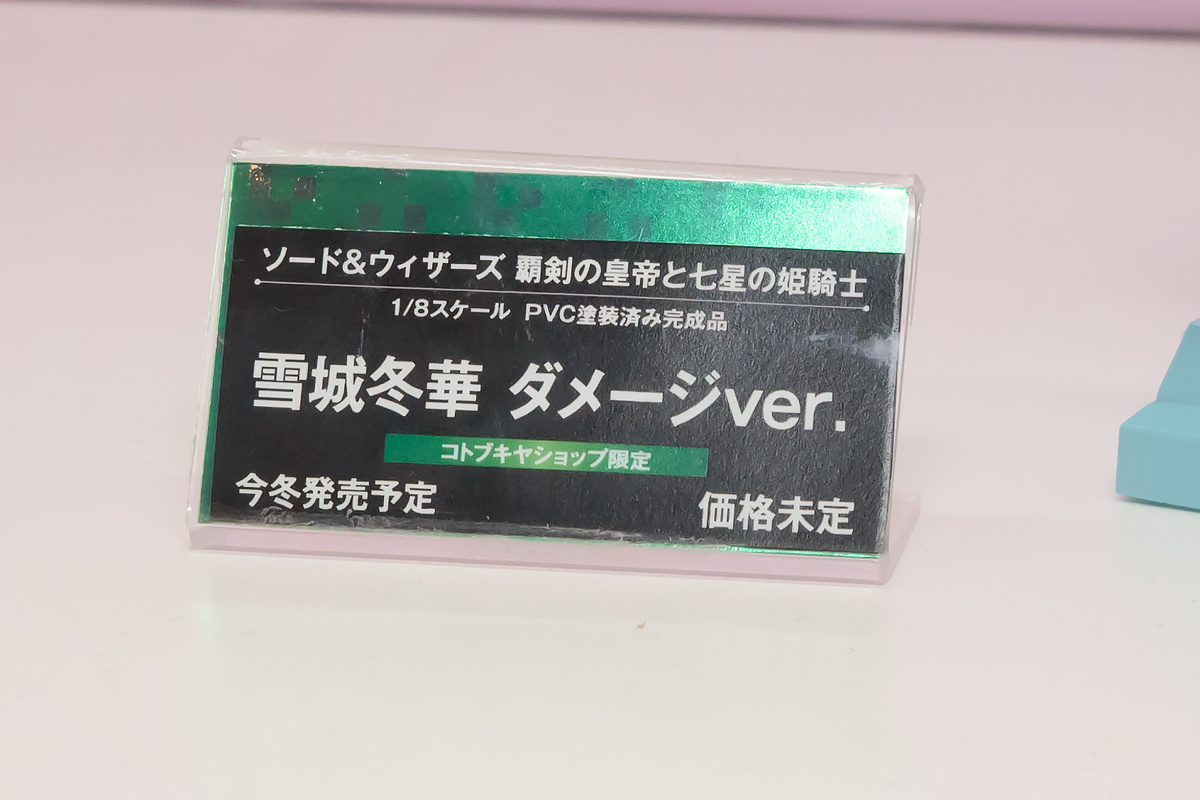 ソード&ウィザーズ 覇剣の皇帝と七星の姫騎士
1/8スケール PVC塗装済み完成品
雪城冬華 ダメージver.
コトブキヤショップ限定
今冬発売予定 価格未定